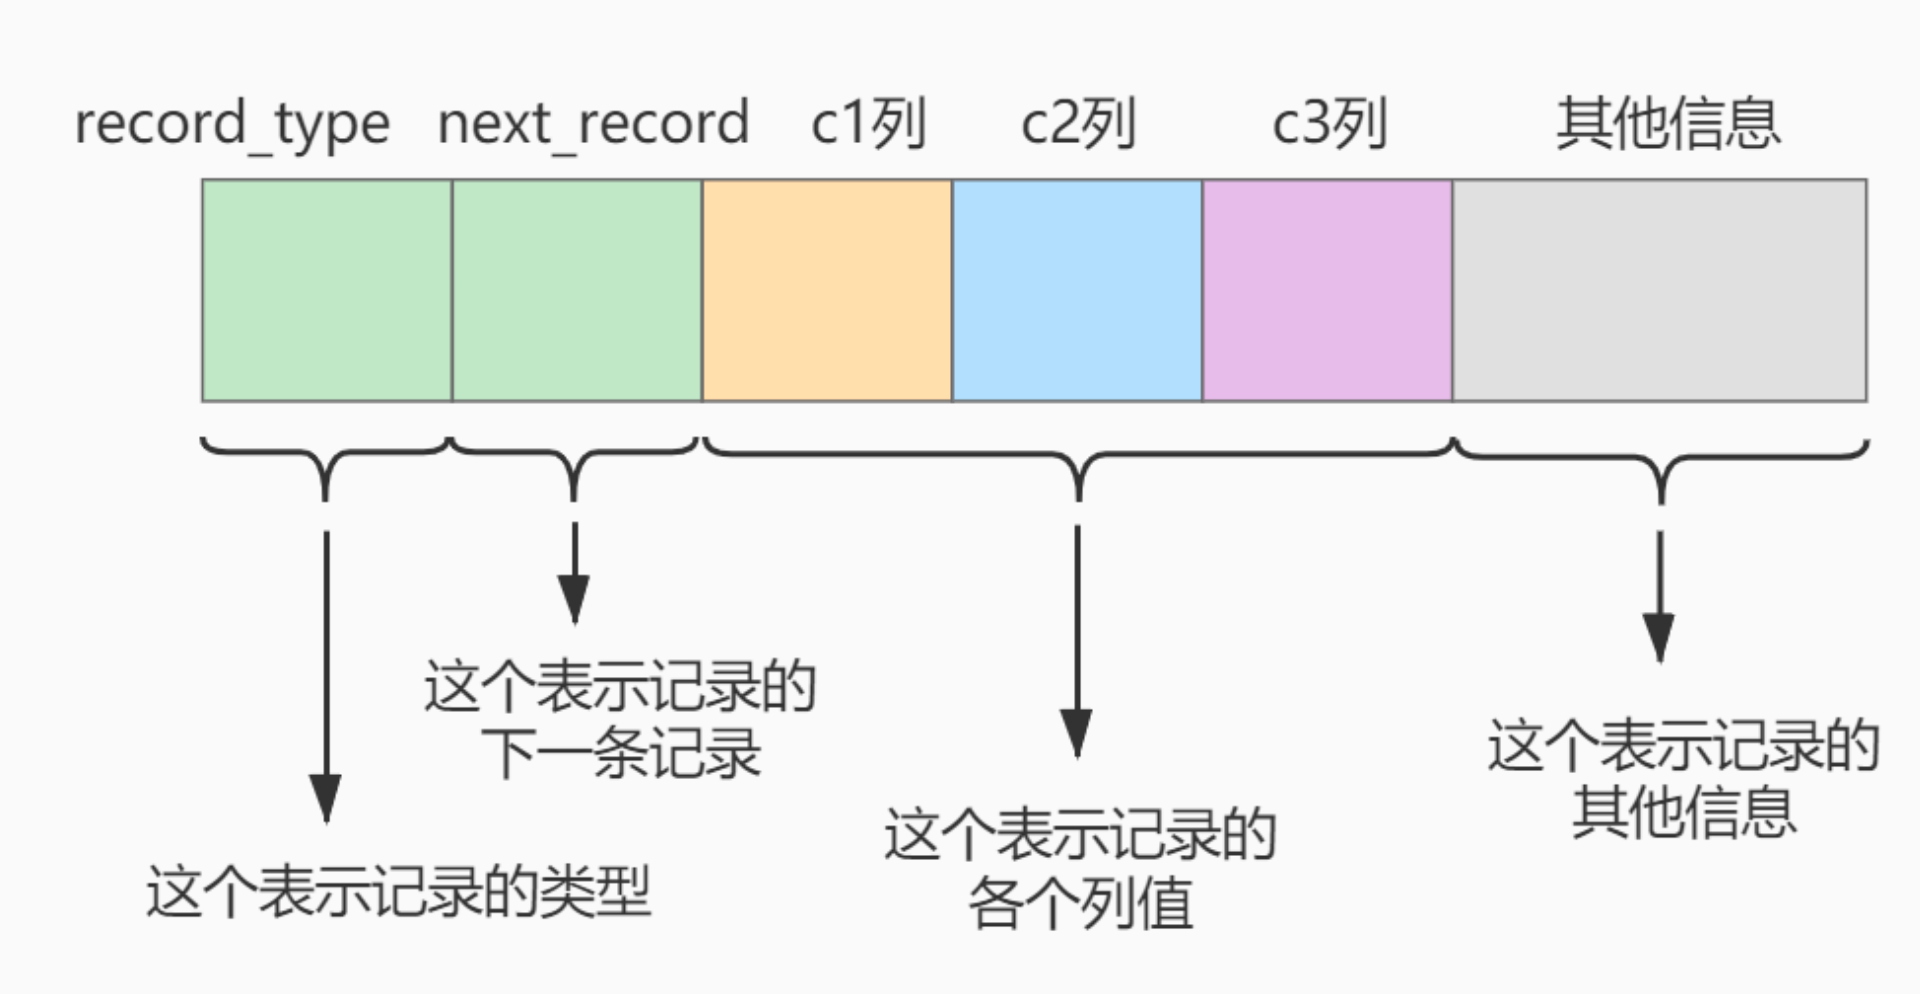 record_type next_record c1列 c2列 c3列 其他信息
这个表示记录的
下一条记录
这个表示记录的类型
这个表示记录的
各个列值
这个表示记录的
其他信息